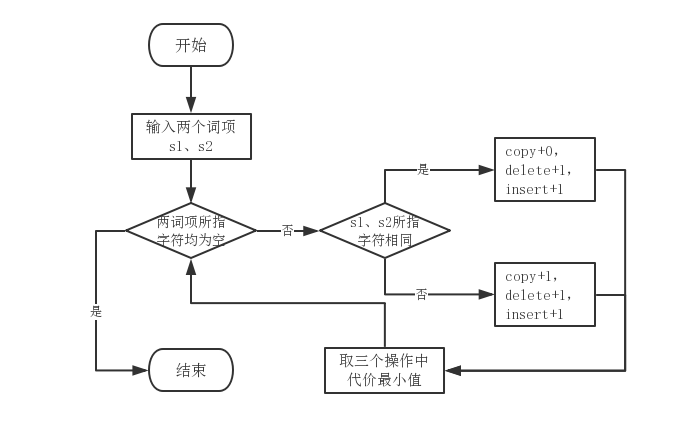 开始
输入两个词项
s1、s2
两词项所指
字符均为空
否
s1、s2所指
字符相同
是
copy+0,
delete+1,
insert+1
否
copy+1,
delete+1,
insert+1
取三个操作中
代价最小值
是
结束